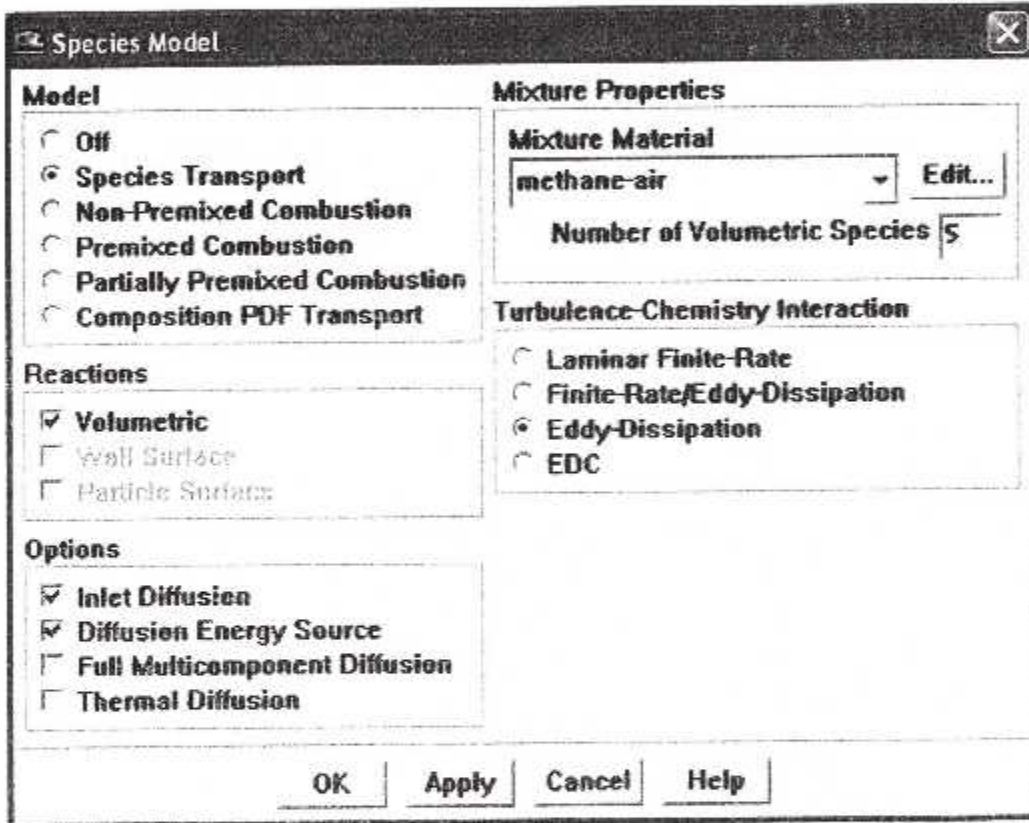 Species Model
Model
Off
Species Transport
Non-Premixed Combustion
Premixed Combustion
Partially Premixed Combustion
Composition PDF Transport
Reactions
Volumetric
Wall Surface
Particle Surface
Options
Inlet Diffusion
Diffusion Energy Source
Full Multicomponent Diffusion
Thermal Diffusion
Mixture Properties
Mixture Material
methane-air
Edit...
Number of Volumetric Species 5
Turbulence-Chemistry Interaction
Laminar Finite-Rate
Finite-Rate/Eddy-Dissipation
Eddy-Dissipation
EDC
OK Apply Cancel Help